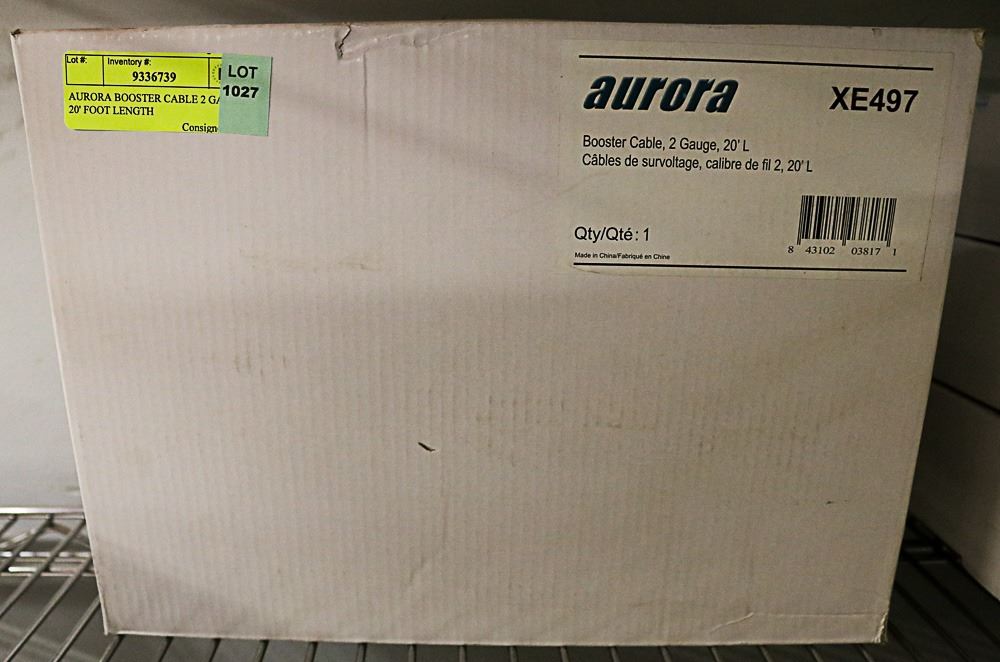 Lot #:
Inventory #:
9336739
LOT
1027
AURORA BOOSTER CABLE 2
20' FOOT LENGTH
Consign
aurora
XE497
Booster Cable, 2 Gauge, 20' L
Câbles de survoltage, calibre de fil 2, 20' L
Qty/Qté : 1
Made in China/Fabriqué en Chine
8 43102 03817 1